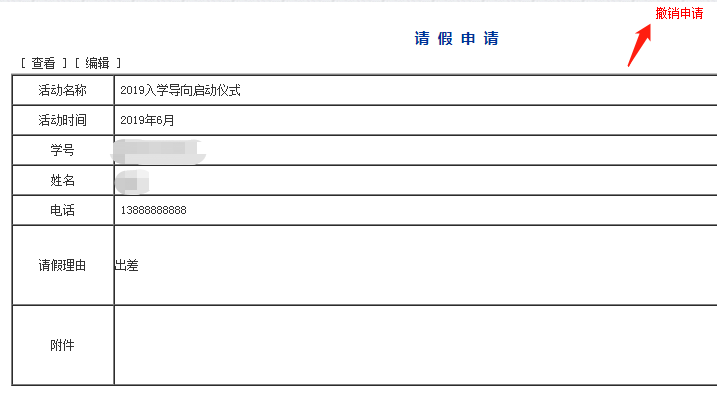 撤销申请
请 假 申 请
[ 查看 ] [ 编辑 ]
活动名称 2019入学导向启动仪式
活动时间 2019年6月
学号
姓名
电话 13888888888
请假理由 出差
附件